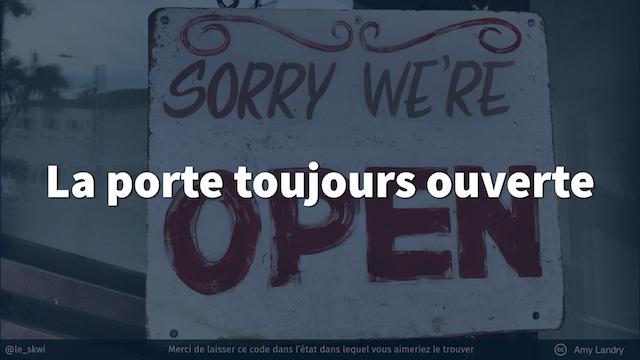 SORRY WE'RE
La porte toujours ouverte
OPEN
@le_skwi
Merci de laisser ce code dans l'état dans lequel vous aimeriez le trouver
cc Amy Landry